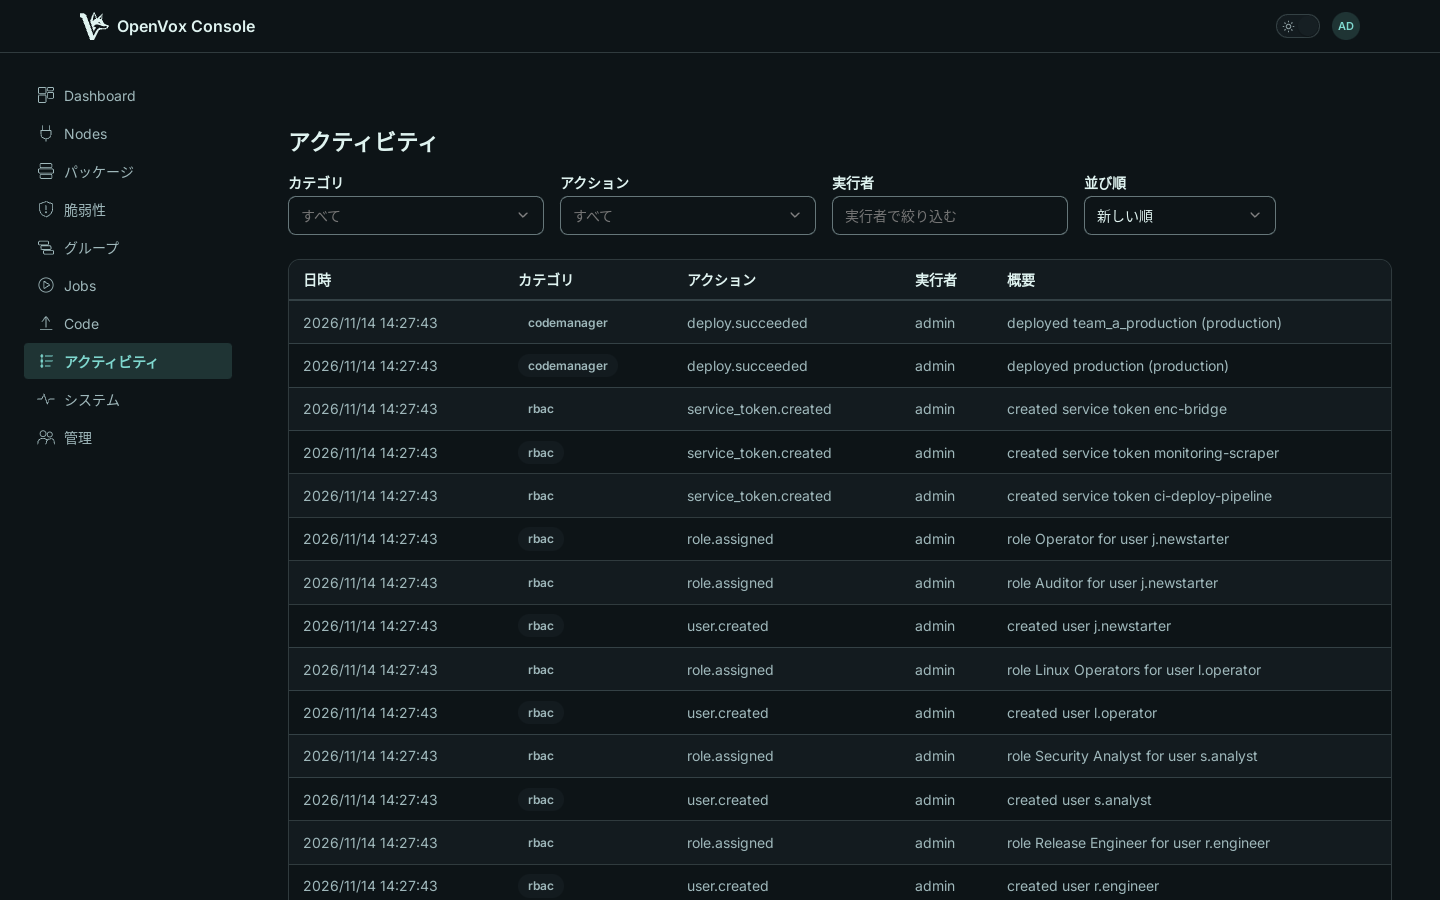 OpenVox Console
AD
Dashboard
Nodes
パッケージ
脆弱性
グループ
Jobs
Code
アクティビティ
システム
管理
アクティビティ
カテゴリ アクション 実行者 並び順
すべて すべて 実行者で絞り込む 新しい順
日時 カテゴリ アクション 実行者 概要
2026/11/14 14:27:43 codemanager deploy.succeeded admin deployed team_a_production (production)
2026/11/14 14:27:43 codemanager deploy.succeeded admin deployed production (production)
2026/11/14 14:27:43 rbac service_token.created admin created service token enc-bridge
2026/11/14 14:27:43 rbac service_token.created admin created service token monitoring-scraper
2026/11/14 14:27:43 rbac service_token.created admin created service token ci-deploy-pipeline
2026/11/14 14:27:43 rbac role.assigned admin role Operator for user j.newstarter
2026/11/14 14:27:43 rbac role.assigned admin role Auditor for user j.newstarter
2026/11/14 14:27:43 rbac user.created admin created user j.newstarter
2026/11/14 14:27:43 rbac role.assigned admin role Linux Operators for user l.operator
2026/11/14 14:27:43 rbac user.created admin created user l.operator
2026/11/14 14:27:43 rbac role.assigned admin role Security Analyst for user s.analyst
2026/11/14 14:27:43 rbac user.created admin created user s.analyst
2026/11/14 14:27:43 rbac role.assigned admin role Release Engineer for user r.engineer
2026/11/14 14:27:43 rbac user.created admin created user r.engineer